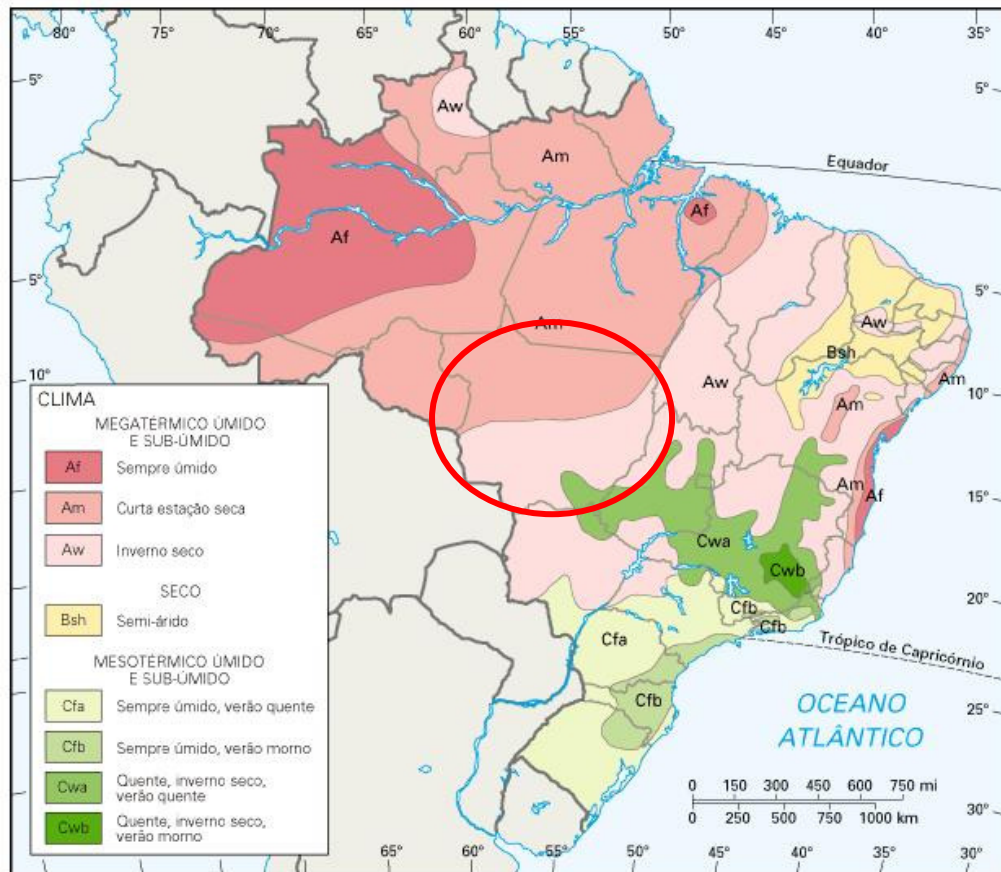 80°
75°
70°
65°
60°
55°
50°
45°
40°
35°
5°
5°
Aw
Am
Equador
Af
Af
5°
5°
Am
Aw
Bsh
Aw
10°
Am
10°
Am
CLIMA
MEGATÉRMICO ÚMIDO
E SUB-ÚMIDO
Af Sempre úmido
Am Curta estação seca
Aw Inverno seco
SECO
Bsh Semi-árido
MESOTÉRMICO ÚMIDO
E SUB-ÚMIDO
Cfa Sempre úmido, verão quente
Cfb Sempre úmido, verão morno
Cwa Quente, inverno seco,
verão quente
Cwb Quente, inverno seco,
verão morno
Am
Af
15°
Cwa
Cwb
20°
Cfb
Cfb
Cfa
Trópico de Capricórnio
Cfb
OCEANO
ATLÂNTICO
25°
0 150 300 450 600 750 mi
0 250 500 750 1000 km
30°
65°
60°
55°
50°
45°
40°
35°
30°